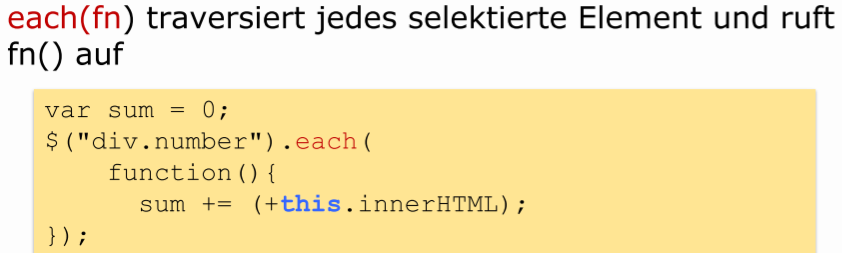 each(fn) traversiert jedes selektierte Element und ruft
fn() auf
var sum = 0;
$("div.number").each(
function(){
sum += (+this.innerHTML);
});